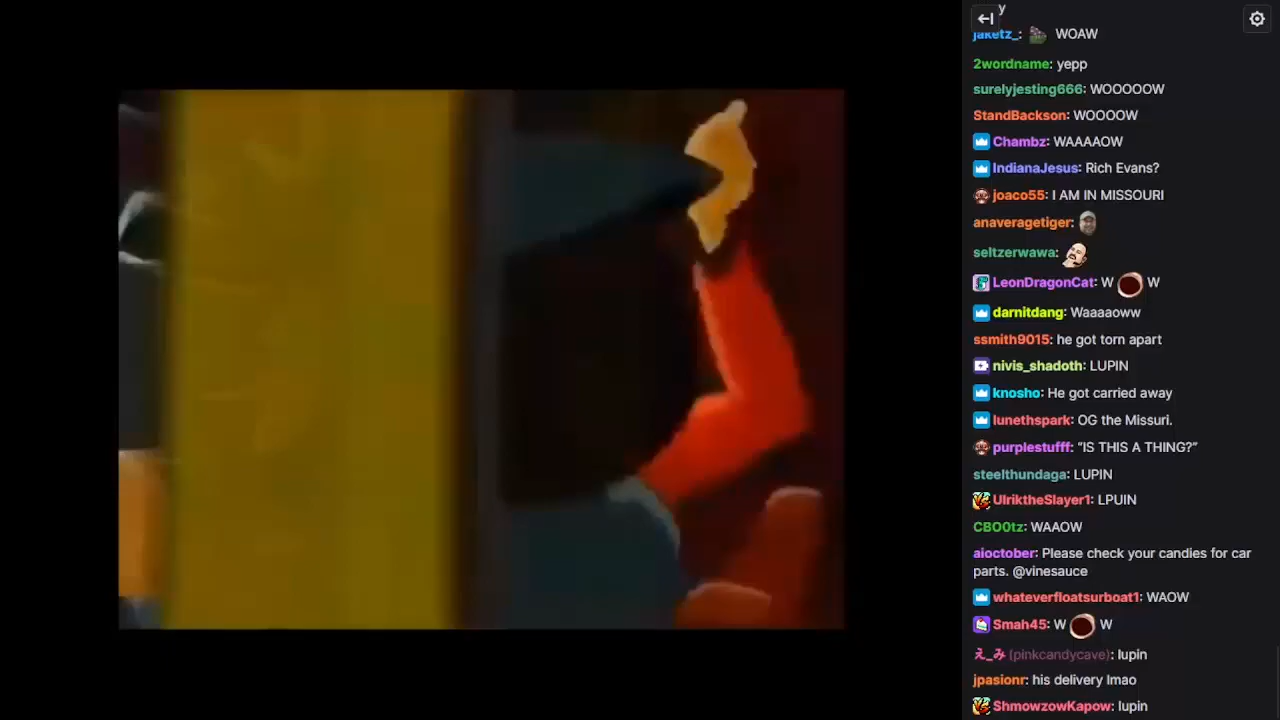 y
jaketz_: WOAW
2wordname: yepp
surelyjesting666: WOOOOOW
StandBackson: WOOOOW
Chambz: WAAAAOW
IndianaJesus: Rich Evans?
joaco55: I AM IN MISSOURI
anaveragetiger:
seltzerwawa:
LeonDragonCat: W W
darnitdang: Waaaaoww
ssmith9015: he got torn apart
nivis_shadoth: LUPIN
knosho: He got carried away
lunethspark: OG the Missuri.
purplestufff: “IS THIS A THING?”
steelthundaga: LUPIN
UlriktheSlayer1: LPUIN
CBO0tz: WAAOW
aioctober: Please check your candies for car
parts. @vinesauce
whateverfloatsurboat1: WAOW
Smah45: W W
え_み (pinkcandycave): lupin
jpasionr: his delivery lmao
ShmowzowKapow: lupin